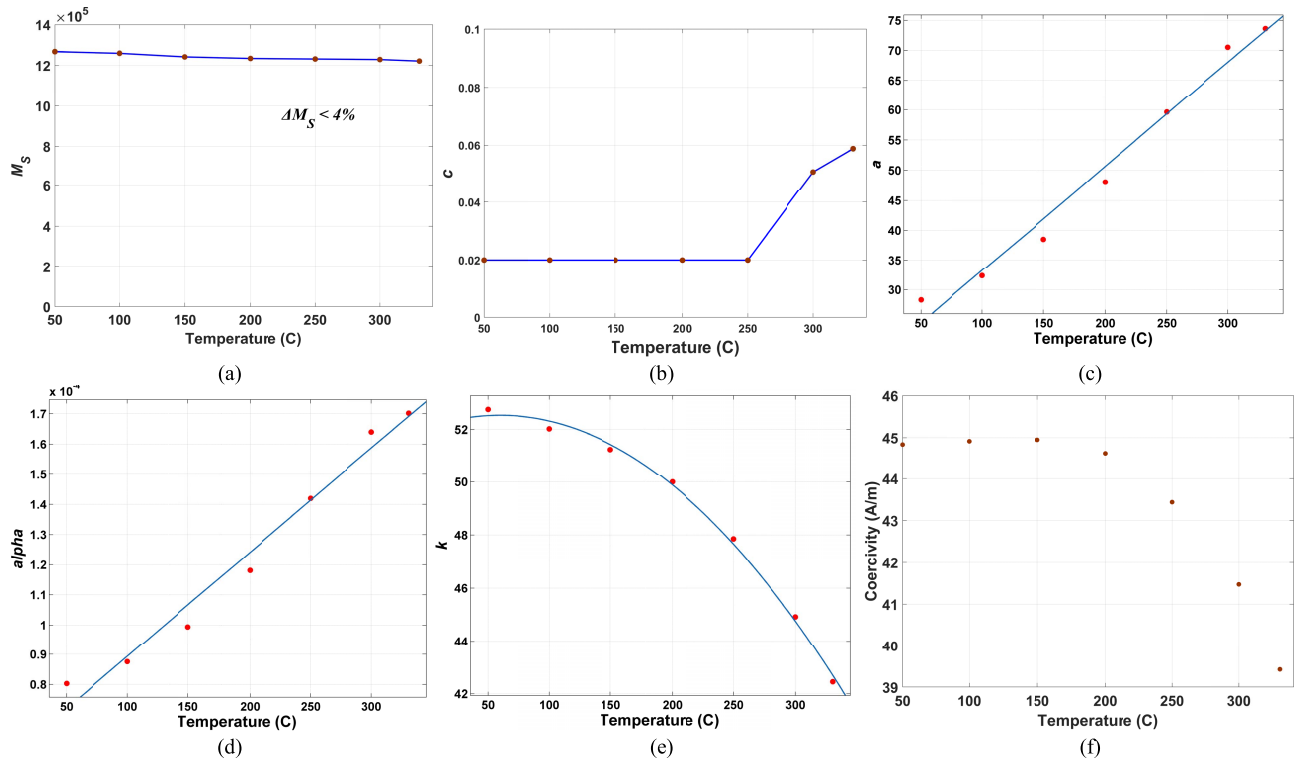 ×10⁵
14
12
10
8
6
4
2
0
M_S
ΔM_S < 4%
50 100 150 200 250 300
Temperature (C)
(a)
0.1
0.08
0.06
0.04
0.02
0
c
50 100 150 200 250 300
Temperature (C)
(b)
75
70
65
60
55
50
45
40
35
30
a
50 100 150 200 250 300
Temperature (C)
(c)
x 10⁻⁴
1.7
1.6
1.5
1.4
1.3
1.2
1
0.9
0.8
alpha
50 100 150 200 250 300
Temperature (C)
(d)
52
50
48
46
44
42
k
50 100 150 200 250 300
Temperature (C)
(e)
46
45
44
43
42
41
40
39
Coercivity (A/m)
50 100 150 200 250 300
Temperature (C)
(f)